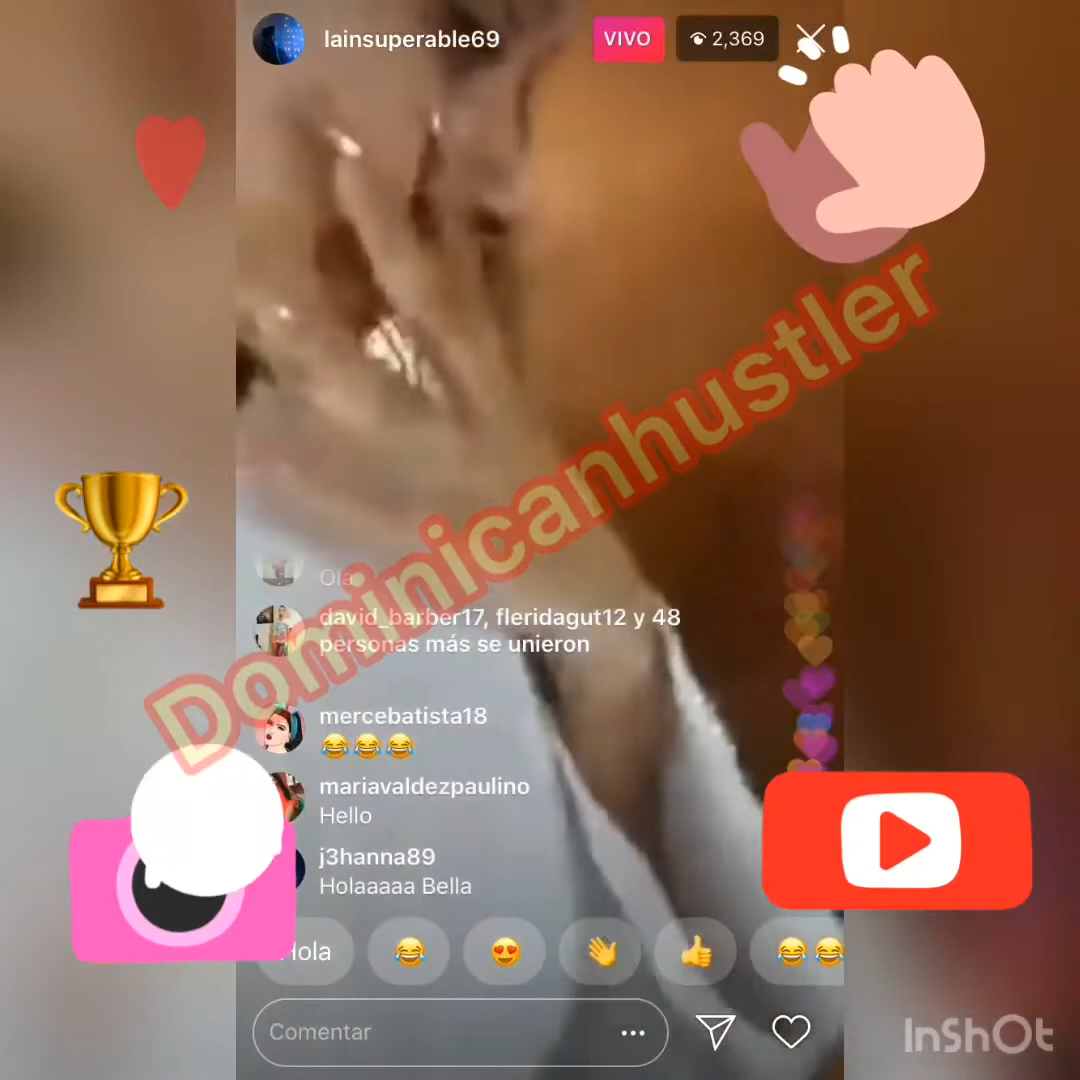 lainsuperable69
VIVO
2,369
Dominicanhustler
Ola
david_barber17, fleridagut12 y 48
personas más se unieron
mercebatista18
😂😂😂
mariavaldezpaulino
Hello
j3hanna89
Holaaaaa Bella
Hola
Comentar
InShOt